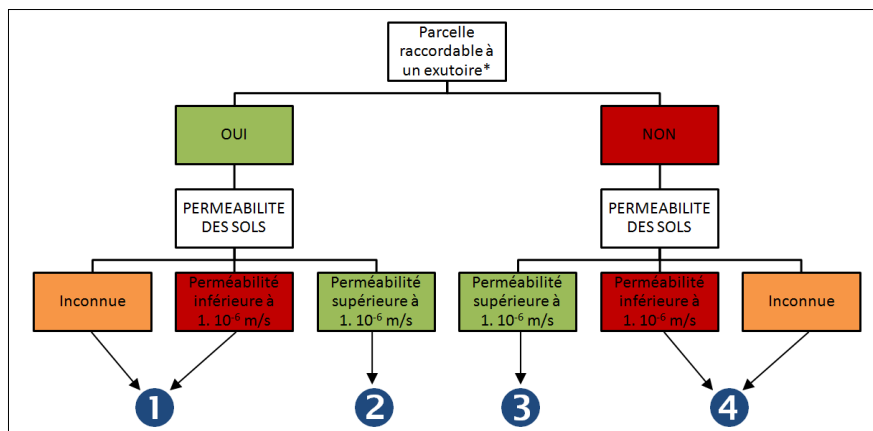 Parcelle
raccordable à
un exutoire*
OUI
NON
PERMEABILITE
DES SOLS
PERMEABILITE
DES SOLS
Inconnue
Perméabilité
inférieure à
1. 10⁻⁶ m/s
Perméabilité
supérieure à
1. 10⁻⁶ m/s
Perméabilité
supérieure à
1. 10⁻⁶ m/s
Perméabilité
inférieure à
1. 10⁻⁶ m/s
Inconnue
1
2
3
4